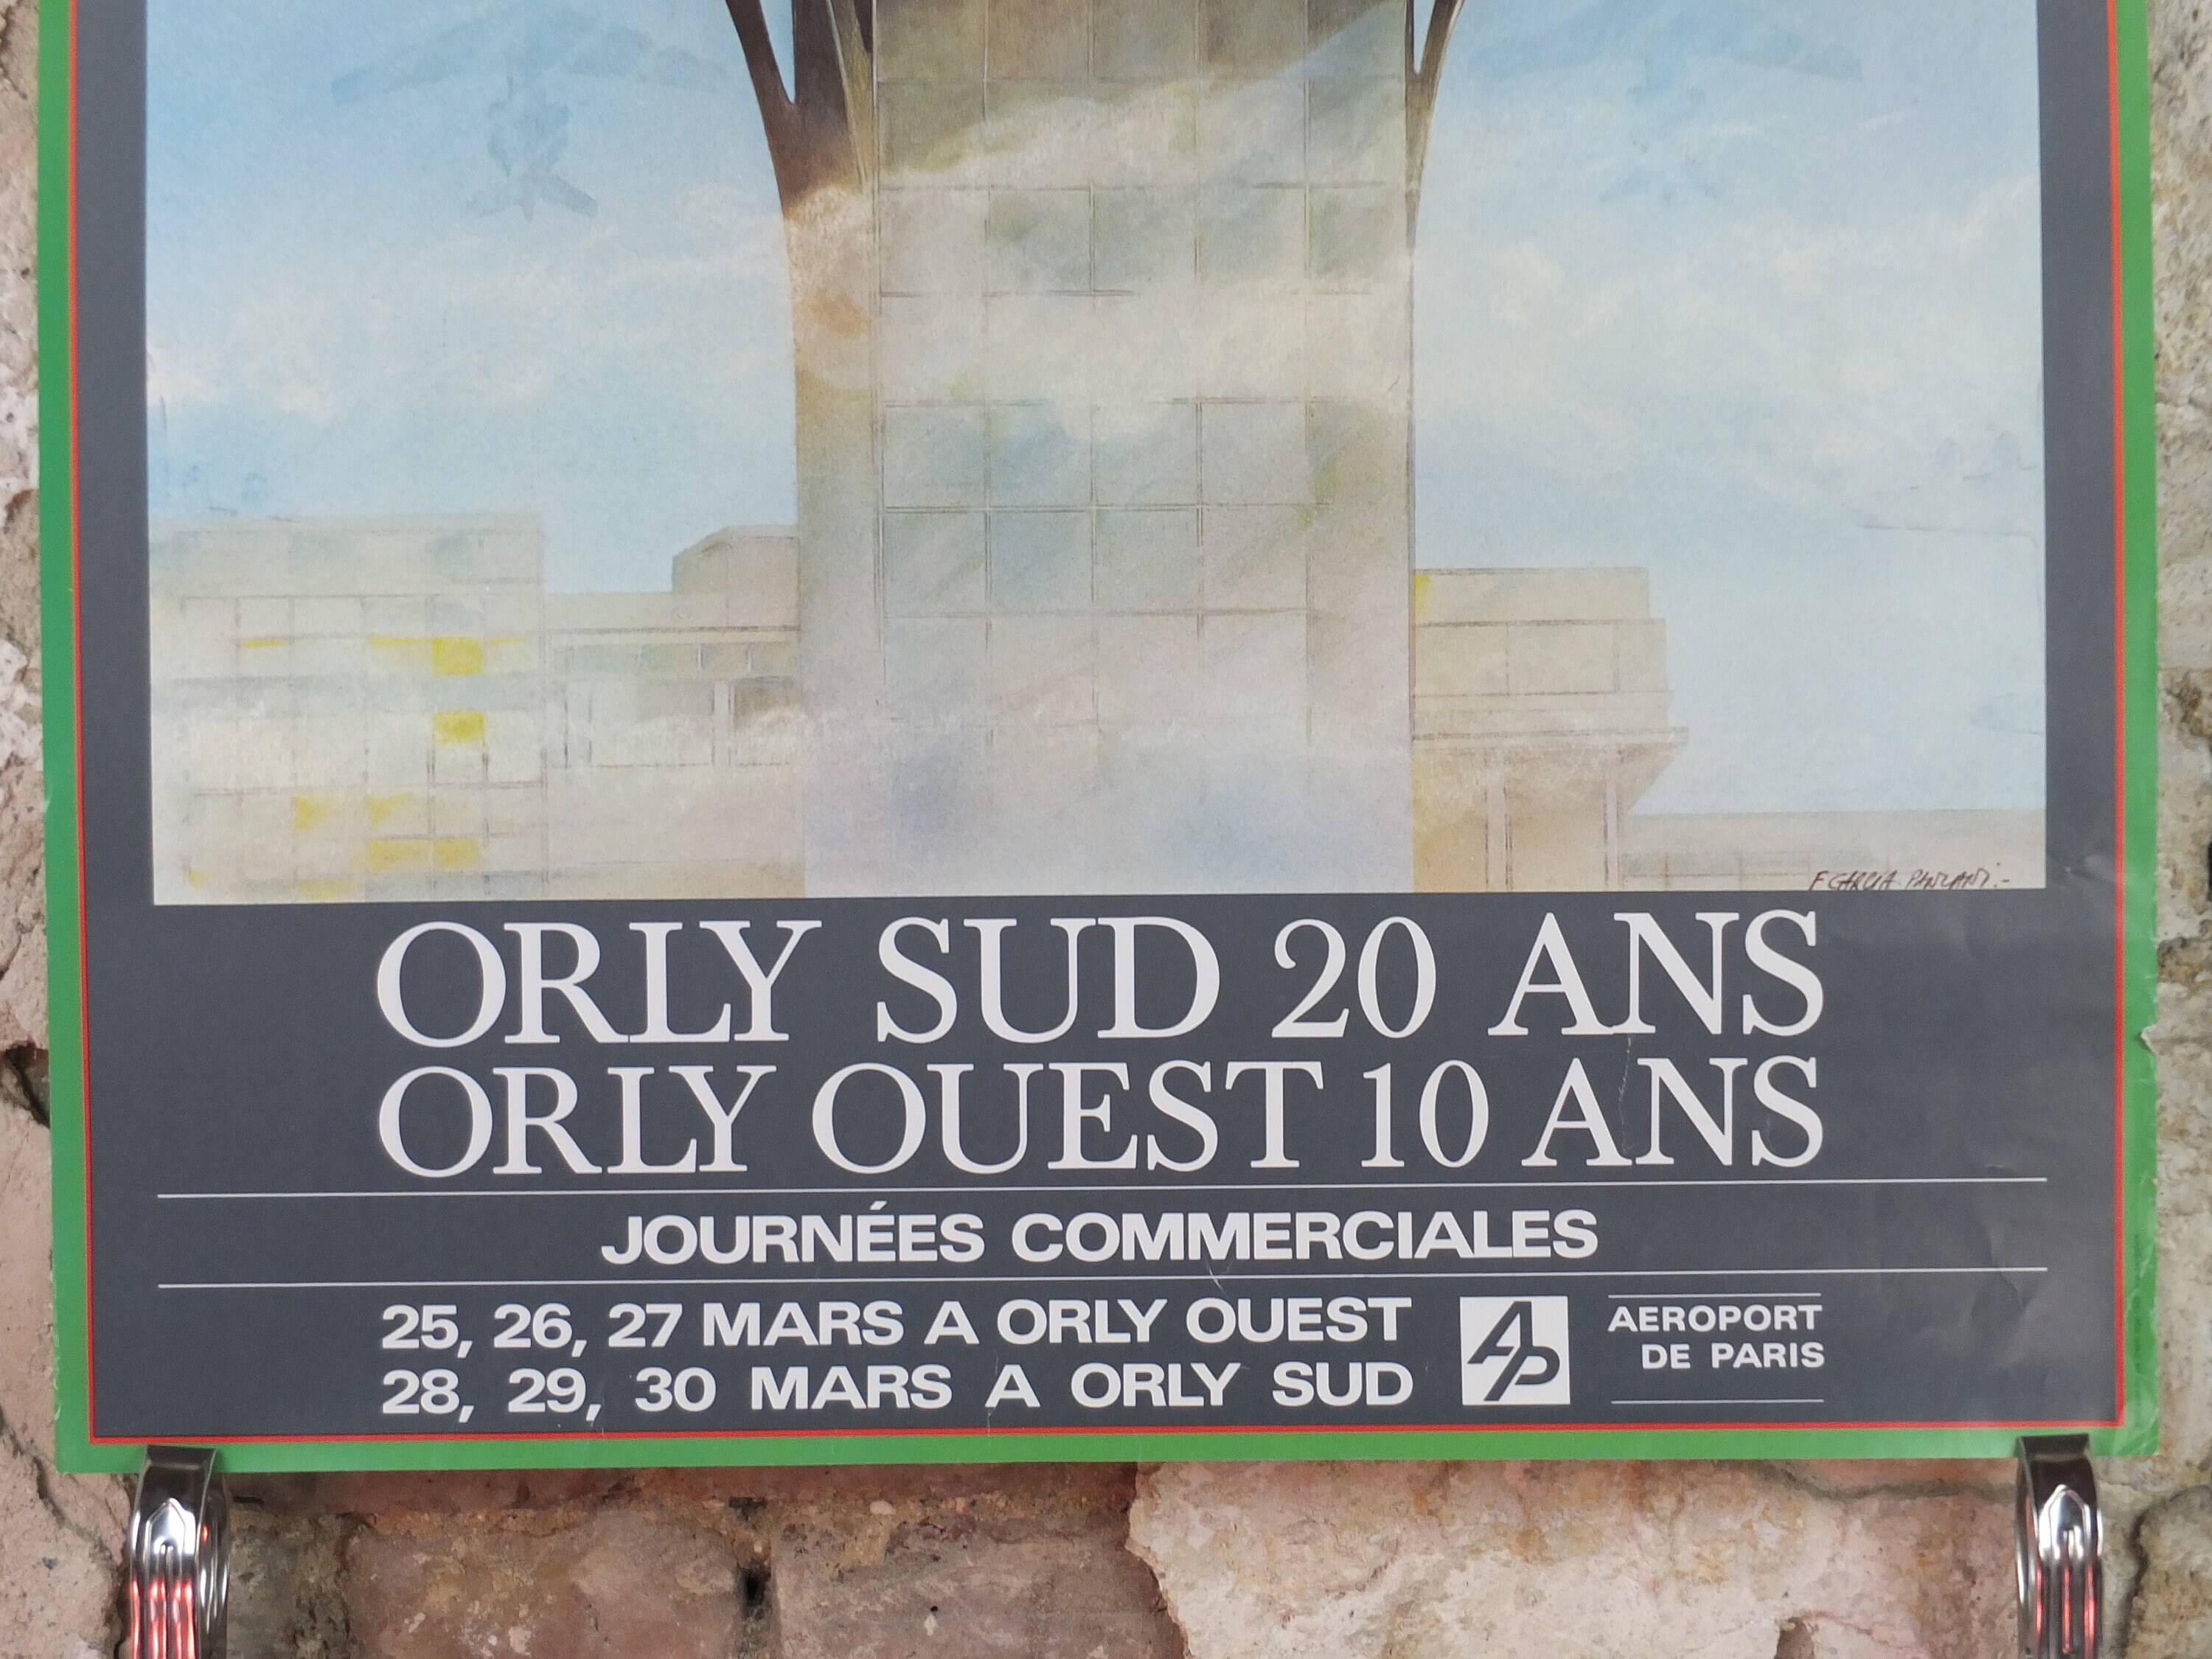 F. GARCIA
ORLY SUD 20 ANS
ORLY OUEST 10 ANS
JOURNÉES COMMERCIALES
25, 26, 27 MARS A ORLY OUEST
28, 29, 30 MARS A ORLY SUD
AP
AEROPORT
DE PARIS